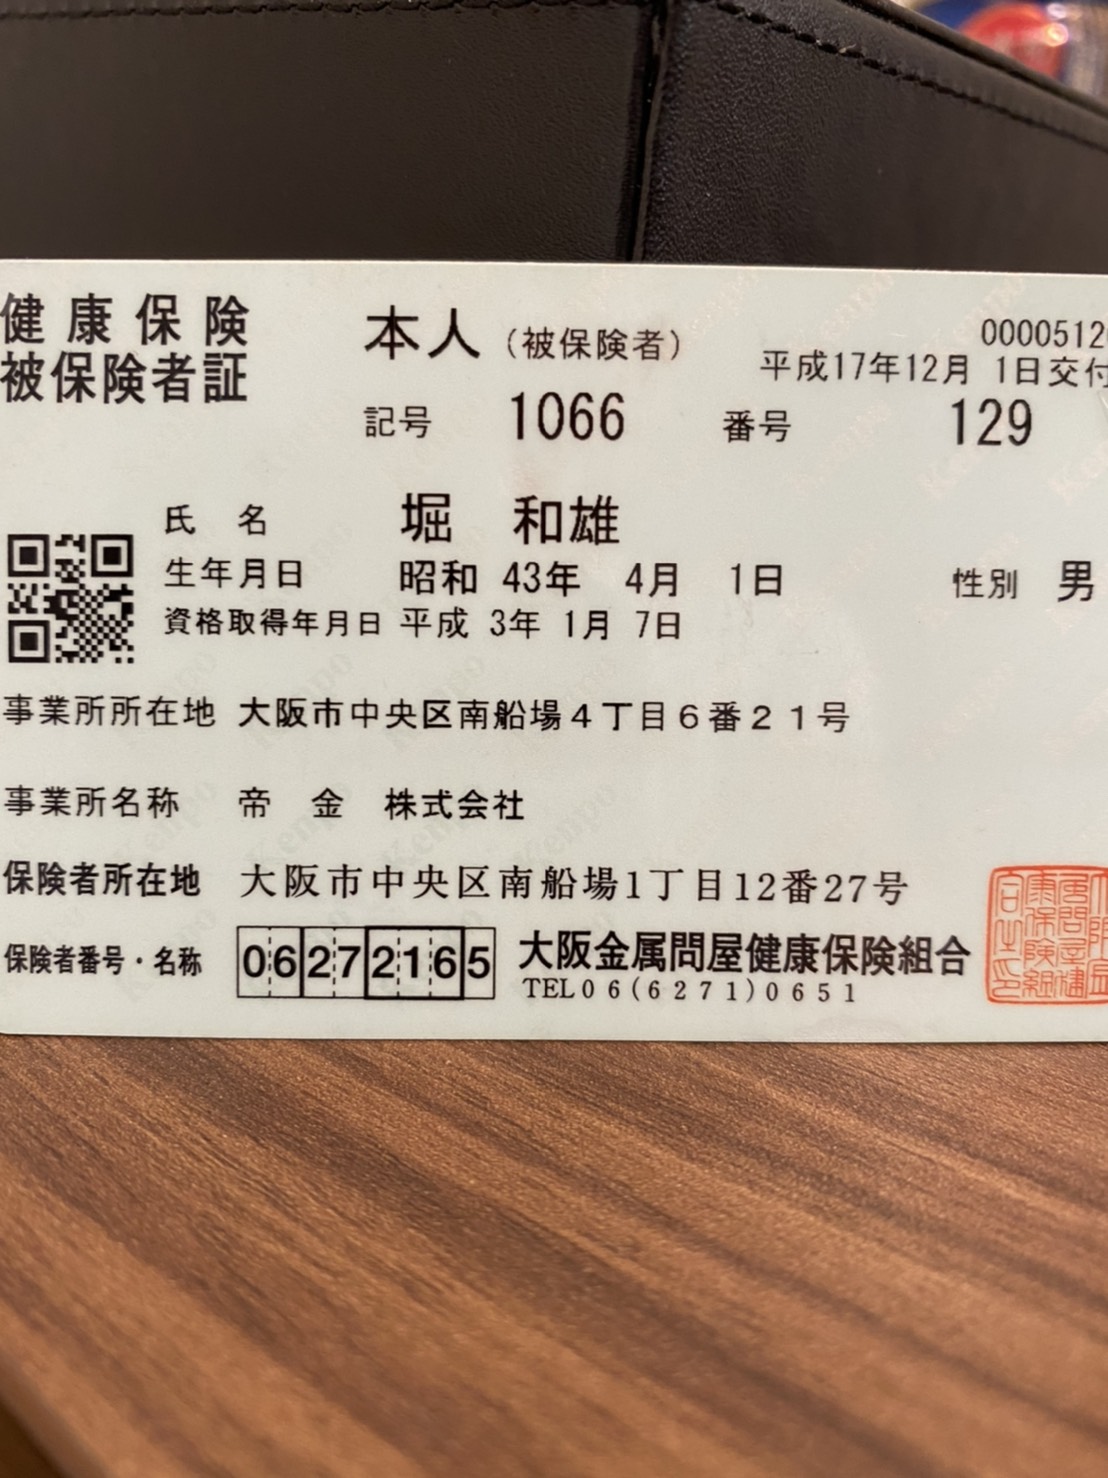 健康保険
被保険者証
本人(被保険者)
0000512
平成17年12月 1日交付
記号 1066 番号 129
氏名 堀 和雄
生年月日 昭和 43年 4月 1日 性別 男
資格取得年月日 平成 3年 1月 7日
事業所所在地 大阪市中央区南船場4丁目6番21号
事業所名称 帝金 株式会社
保険者所在地 大阪市中央区南船場1丁目12番27号
保険者番号・名称 06272165 大阪金属問屋健康保険組合
TEL06(6271)0651